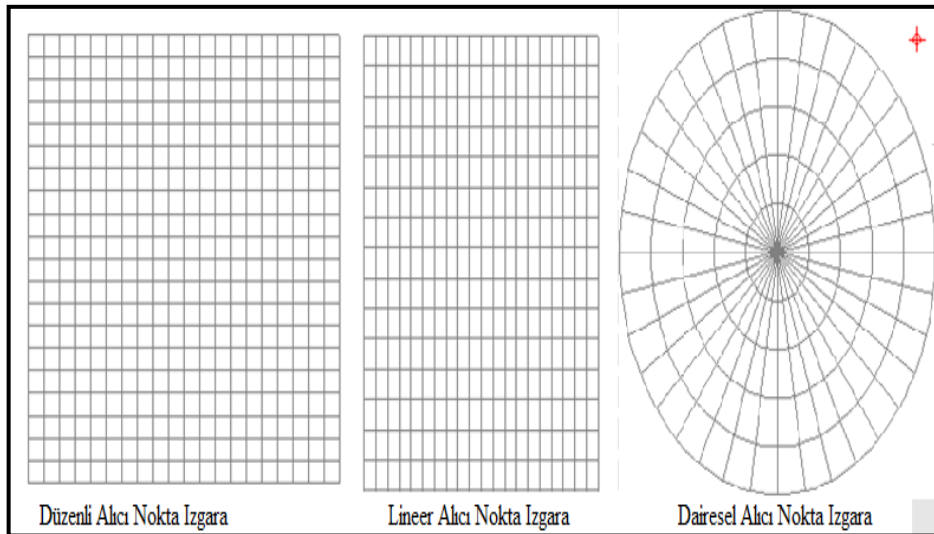 Düzenli Alıcı Nokta Izgara
Lineer Alıcı Nokta Izgara
Dairesel Alıcı Nokta Izgara